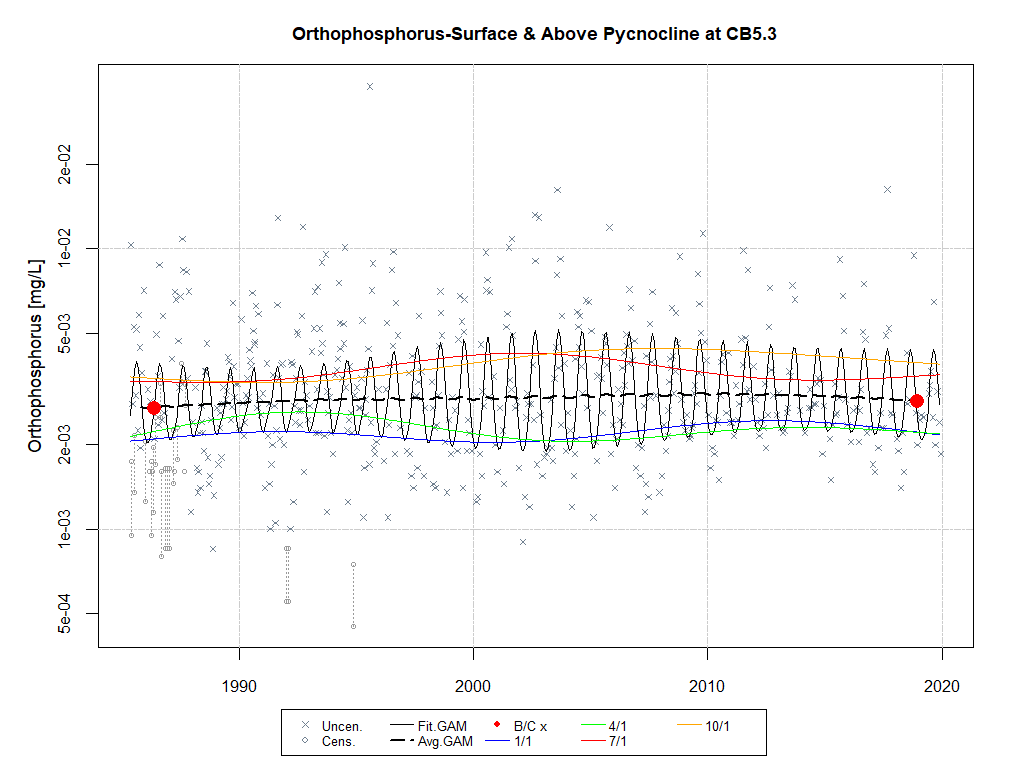 Orthophosphorus-Surface & Above Pycnocline at CB5.3
Orthophosphorus [mg/L]
2e-02
1e-02
5e-03
2e-03
1e-03
5e-04
1990 2000 2010 2020
Uncen. Fit.GAM B/C x 4/1 10/1
Cens. Avg.GAM 1/1 7/1